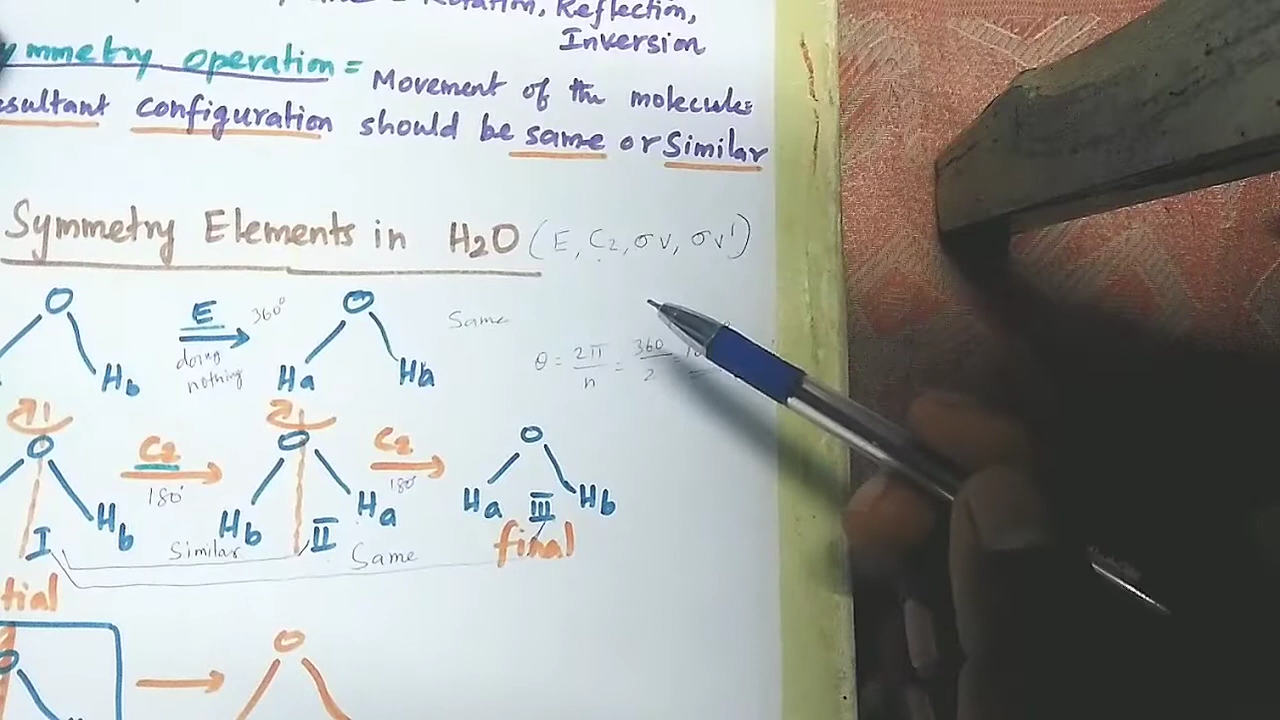 Rotation, Reflection,
Inversion
ymmetry operation = Movement of the molecule
esultant configuration should be same or Similar
Symmetry Elements in H2O (E, C2, σv, σv')
O E 360° O Same
doing
nothing
Hb Ha Hb
θ = 2π/n = 360/2 =
O C2 O C2 O
180° 180°
Hb Hb Ha Ha Hb
I II III
Similar Same final
tial
O O